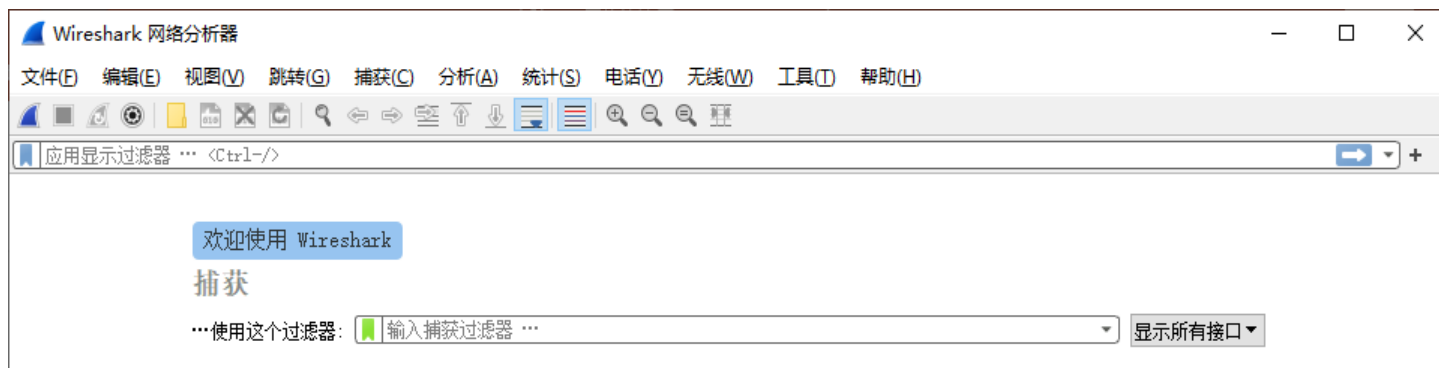 Wireshark 网络分析器
文件(F) 编辑(E) 视图(V) 跳转(G) 捕获(C) 分析(A) 统计(S) 电话(Y) 无线(W) 工具(T) 帮助(H)
应用显示过滤器 … <Ctrl-/>
欢迎使用 Wireshark
捕获
…使用这个过滤器: 输入捕获过滤器 … 显示所有接口